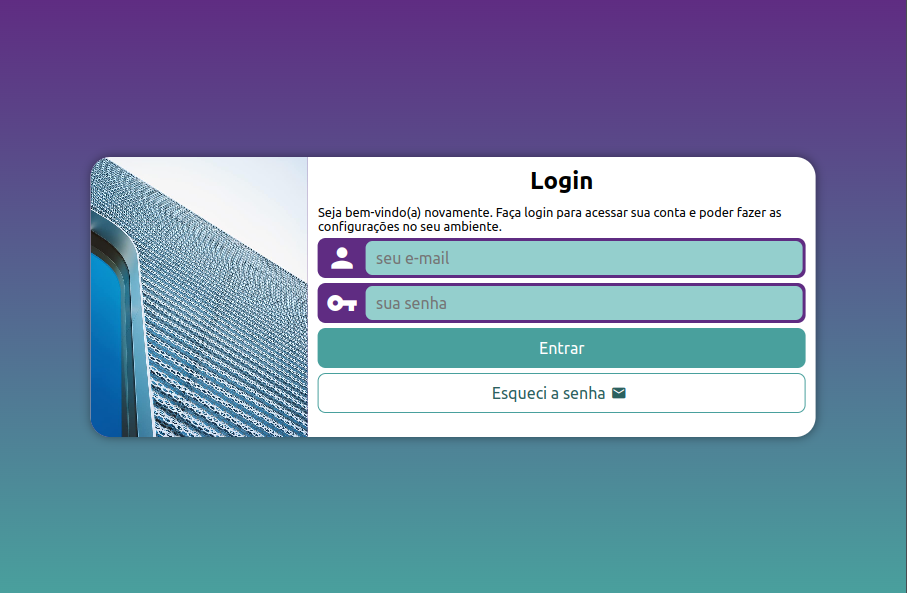 Login
Seja bem-vindo(a) novamente. Faça login para acessar sua conta e poder fazer as
configurações no seu ambiente.
seu e-mail
sua senha
Entrar
Esqueci a senha